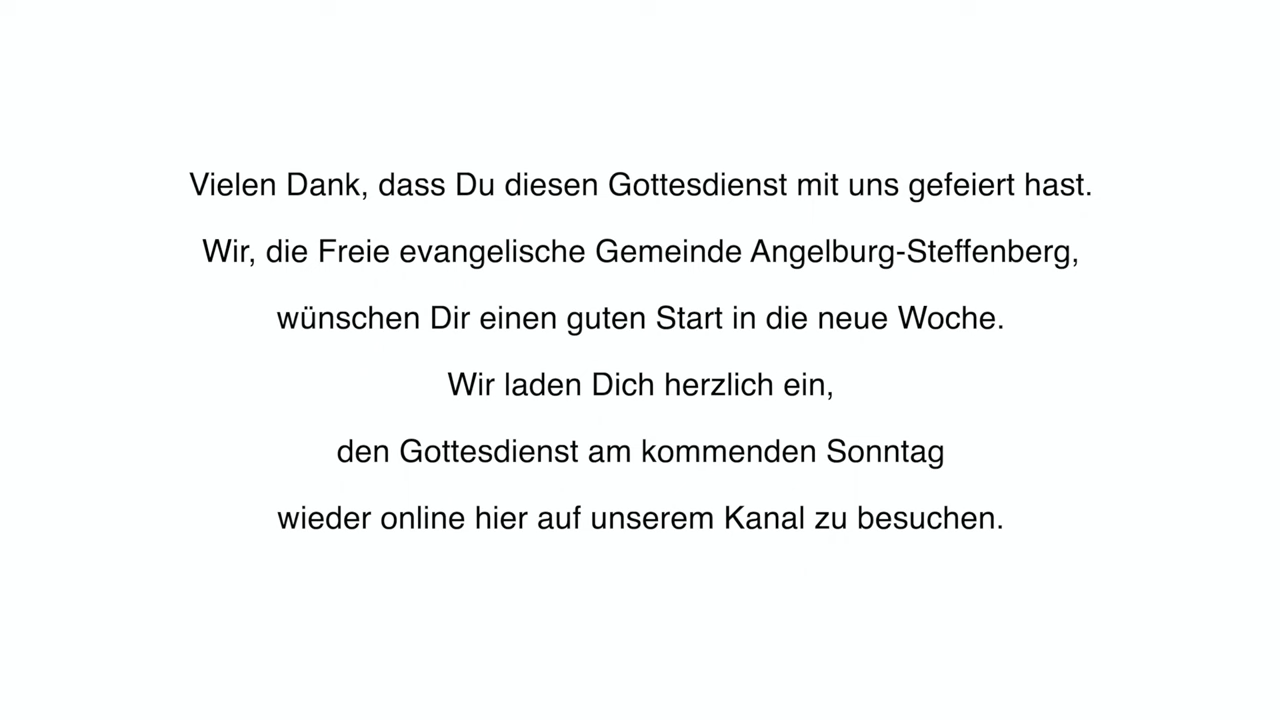 Vielen Dank, dass Du diesen Gottesdienst mit uns gefeiert hast.
Wir, die Freie evangelische Gemeinde Angelburg-Steffenberg,
wünschen Dir einen guten Start in die neue Woche.
Wir laden Dich herzlich ein,
den Gottesdienst am kommenden Sonntag
wieder online hier auf unserem Kanal zu besuchen.